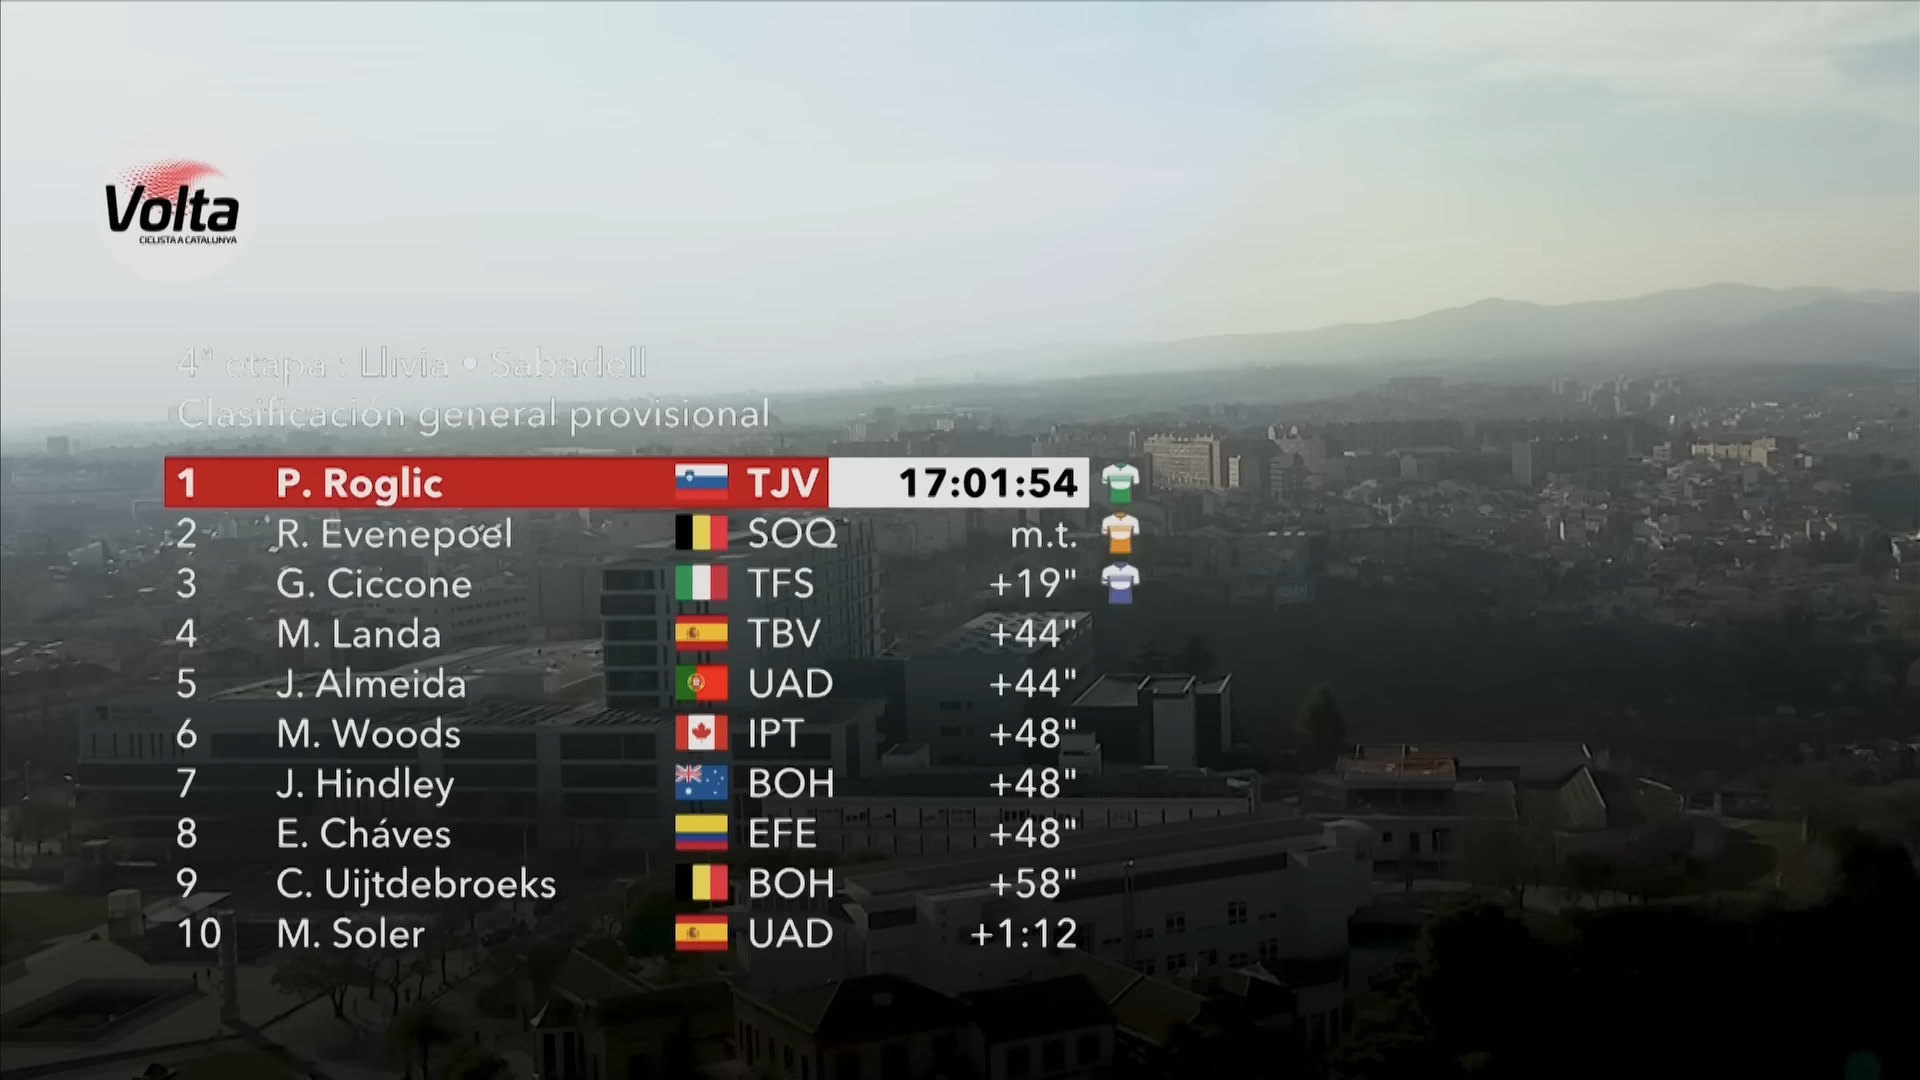 Volta
CICLISTA A CATALUNYA
4ª etapa : Llivia • Sabadell
Clasificación general provisional
1 P. Roglic TJV 17:01:54
2 R. Evenepoel SOQ m.t.
3 G. Ciccone TFS +19"
4 M. Landa TBV +44"
5 J. Almeida UAD +44"
6 M. Woods IPT +48"
7 J. Hindley BOH +48"
8 E. Cháves EFE +48"
9 C. Uijtdebroeks BOH +58"
10 M. Soler UAD +1:12